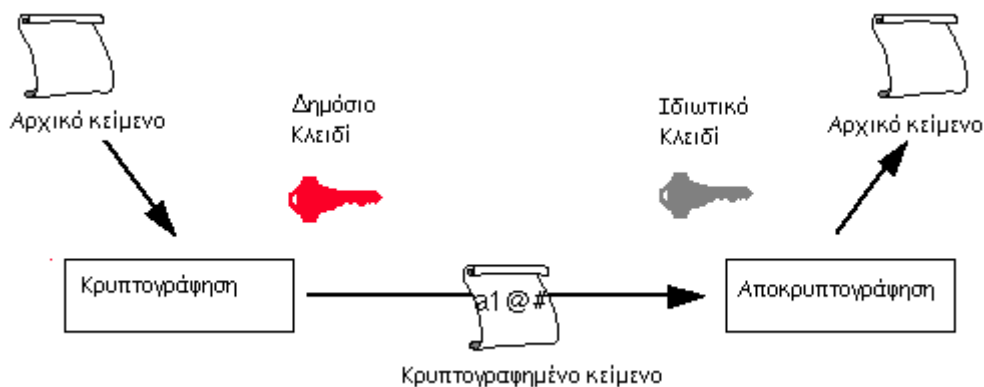 Αρχικό κείμενο
Δημόσιο
Κλειδί
Ιδιωτικό
Κλειδί
Αρχικό κείμενο
Κρυπτογράφηση
a1@#
Αποκρυπτογράφηση
Κρυπτογραφημένο κείμενο